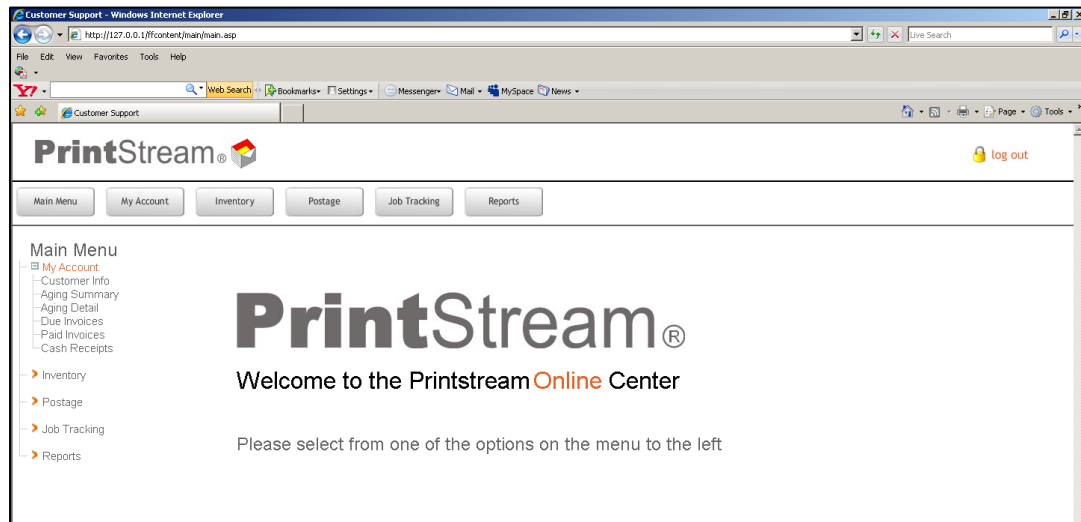 Customer Support - Windows Internet Explorer
http://127.0.0.1/ffcontent/main/main.asp
Live Search
File Edit View Favorites Tools Help
Web Search Bookmarks Settings Messenger Mail MySpace News
Customer Support
Page Tools
PrintStream®
log out
Main Menu My Account Inventory Postage Job Tracking Reports
Main Menu
My Account
Customer Info
Aging Summary
Aging Detail
Due Invoices
Paid Invoices
Cash Receipts
Inventory
Postage
Job Tracking
Reports
PrintStream®
Welcome to the Printstream Online Center
Please select from one of the options on the menu to the left